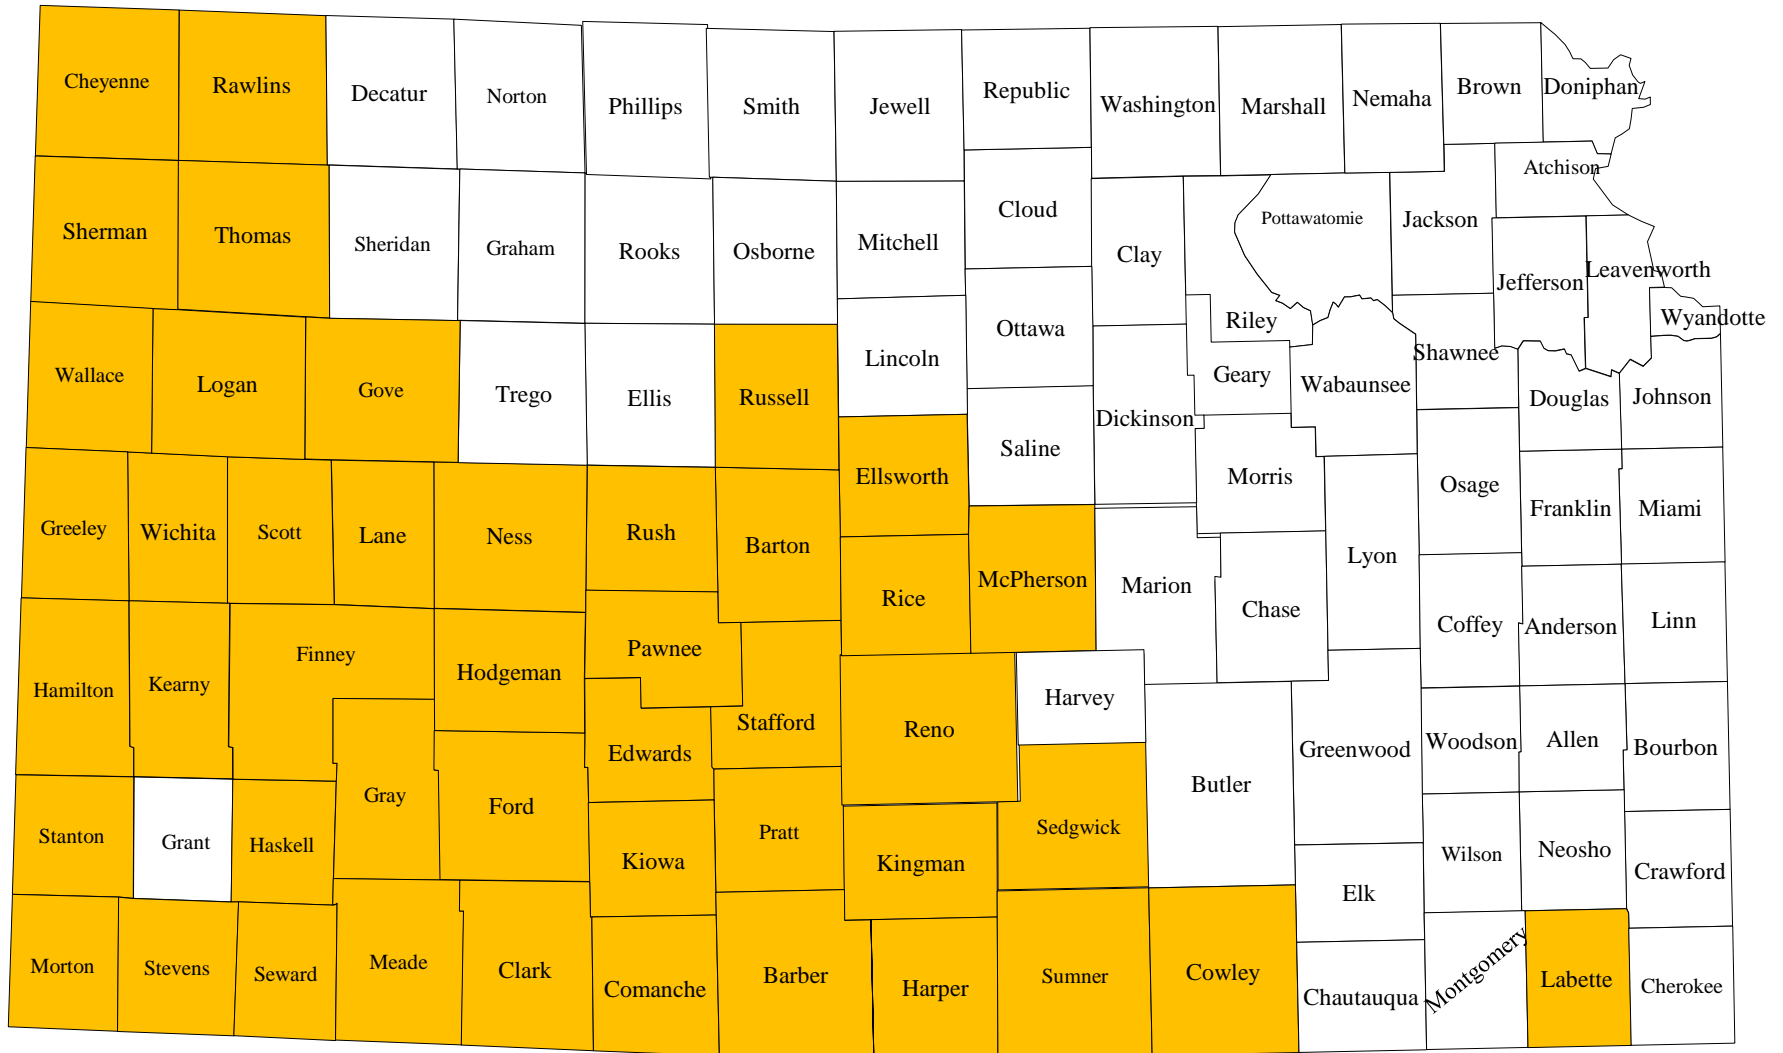 Cheyenne
Rawlins
Decatur
Norton
Phillips
Smith
Jewell
Republic
Washington
Marshall
Nemaha
Brown
Doniphan
Atchison
Sherman
Thomas
Sheridan
Graham
Rooks
Osborne
Mitchell
Cloud
Clay
Pottawatomie
Jackson
Jefferson
Leavenworth
Wyandotte
Riley
Ottawa
Lincoln
Wallace
Logan
Gove
Trego
Ellis
Russell
Geary
Wabaunsee
Shawnee
Douglas
Johnson
Dickinson
Saline
Ellsworth
Morris
Osage
Franklin
Miami
Greeley
Wichita
Scott
Lane
Ness
Rush
Barton
Rice
McPherson
Marion
Chase
Lyon
Coffey
Anderson
Linn
Hamilton
Kearny
Finney
Hodgeman
Pawnee
Stafford
Reno
Harvey
Edwards
Butler
Greenwood
Woodson
Allen
Bourbon
Stanton
Grant
Haskell
Gray
Ford
Kiowa
Pratt
Kingman
Sedgwick
Elk
Wilson
Neosho
Crawford
Morton
Stevens
Seward
Meade
Clark
Comanche
Barber
Harper
Sumner
Cowley
Chautauqua
Montgomery
Labette
Cherokee